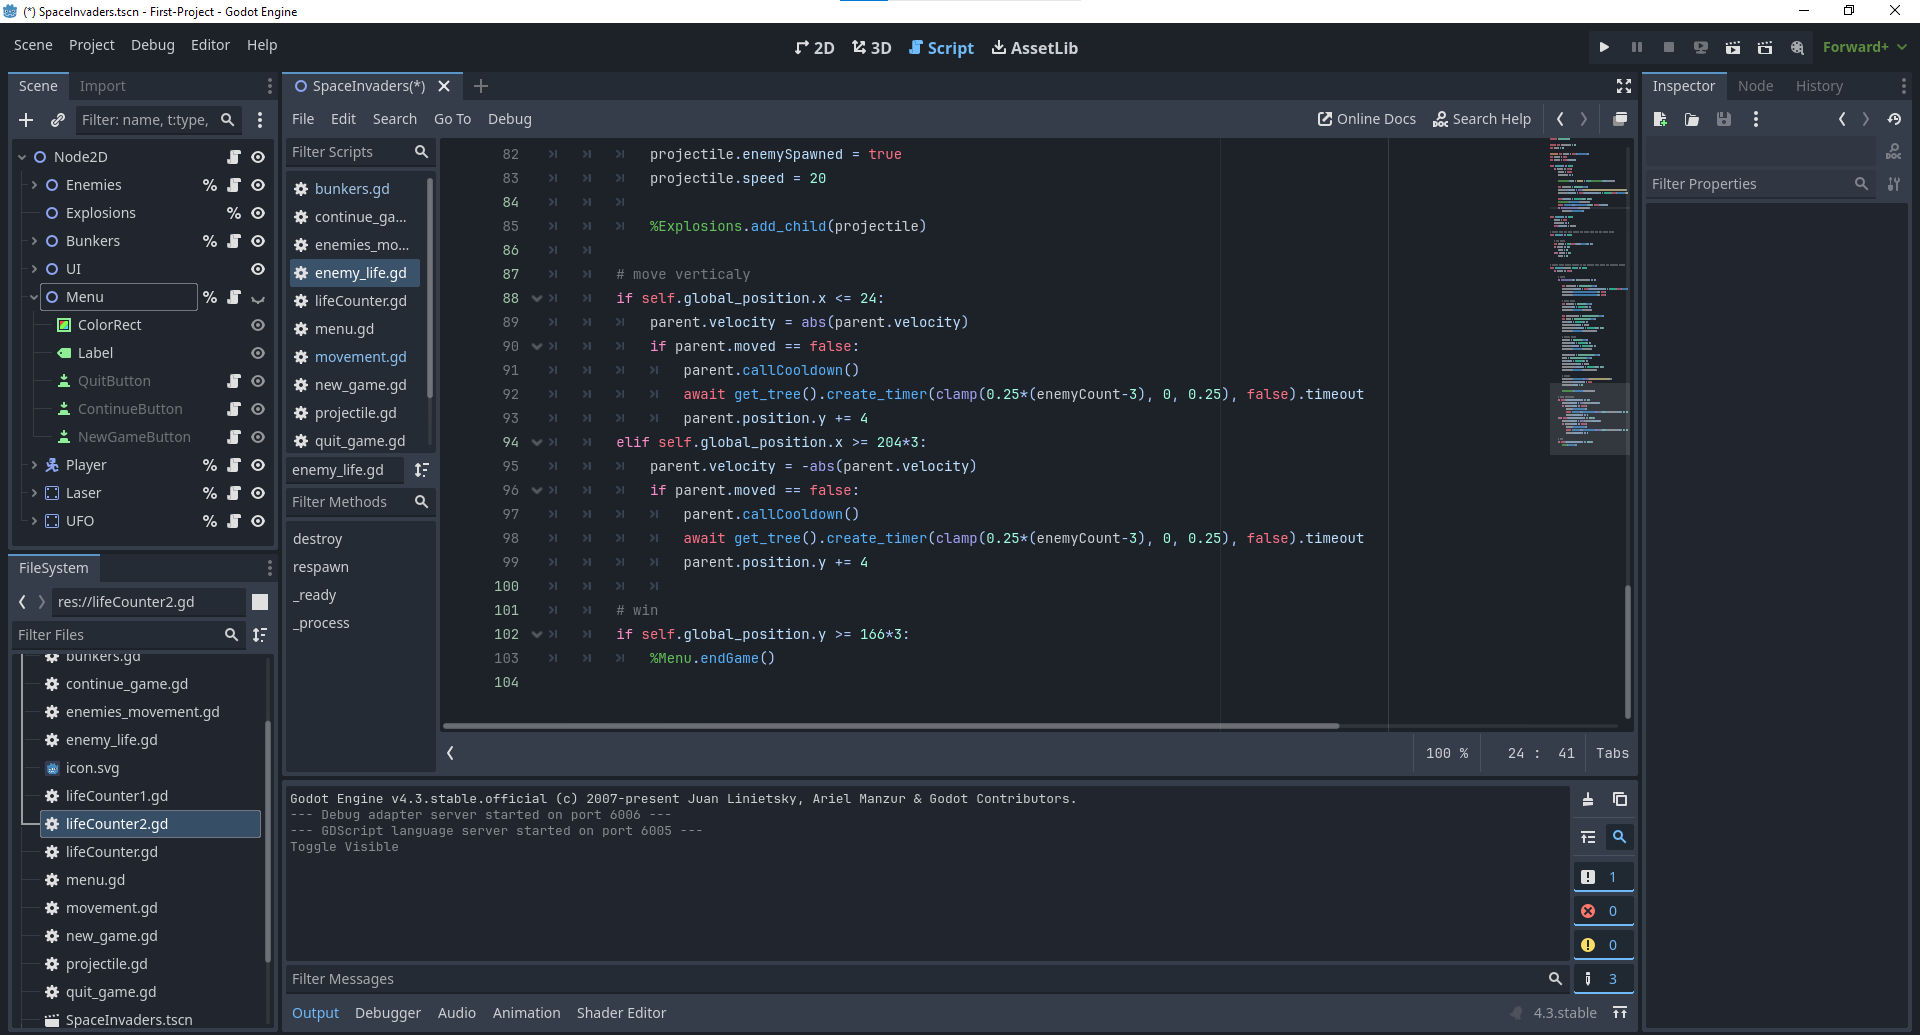 (*) SpaceInvaders.tscn - First-Project - Godot Engine
Scene Project Debug Editor Help
2D 3D Script AssetLib
Forward+
Scene Import
Filter: name, t:type,
Node2D
Enemies
Explosions
Bunkers
UI
Menu
ColorRect
Label
QuitButton
ContinueButton
NewGameButton
Player
Laser
UFO
FileSystem
res://lifeCounter2.gd
Filter Files
bunkers.gd
continue_game.gd
enemies_movement.gd
enemy_life.gd
icon.svg
lifeCounter1.gd
lifeCounter2.gd
lifeCounter.gd
menu.gd
movement.gd
new_game.gd
projectile.gd
quit_game.gd
SpaceInvaders.tscn
SpaceInvaders(*)
File Edit Search Go To Debug
Online Docs Search Help
Filter Scripts
bunkers.gd
continue_ga...
enemies_mo...
enemy_life.gd
lifeCounter.gd
menu.gd
movement.gd
new_game.gd
projectile.gd
quit_game.gd
enemy_life.gd
Filter Methods
destroy
respawn
_ready
_process
82 projectile.enemySpawned = true
83 projectile.speed = 20
84
85 %Explosions.add_child(projectile)
86
87 # move verticaly
88 if self.global_position.x <= 24:
89 parent.velocity = abs(parent.velocity)
90 if parent.moved == false:
91 parent.callCooldown()
92 await get_tree().create_timer(clamp(0.25*(enemyCount-3), 0, 0.25), false).timeout
93 parent.position.y += 4
94 elif self.global_position.x >= 204*3:
95 parent.velocity = -abs(parent.velocity)
96 if parent.moved == false:
97 parent.callCooldown()
98 await get_tree().create_timer(clamp(0.25*(enemyCount-3), 0, 0.25), false).timeout
99 parent.position.y += 4
100
101 # win
102 if self.global_position.y >= 166*3:
103 %Menu.endGame()
104
100 % 24 : 41 Tabs
Godot Engine v4.3.stable.official (c) 2007-present Juan Linietsky, Ariel Manzur & Godot Contributors.
--- Debug adapter server started on port 6006 ---
--- GDScript language server started on port 6005 ---
Toggle Visible
1
0
0
3
Filter Messages
Output Debugger Audio Animation Shader Editor
4.3.stable
Inspector Node History
Filter Properties